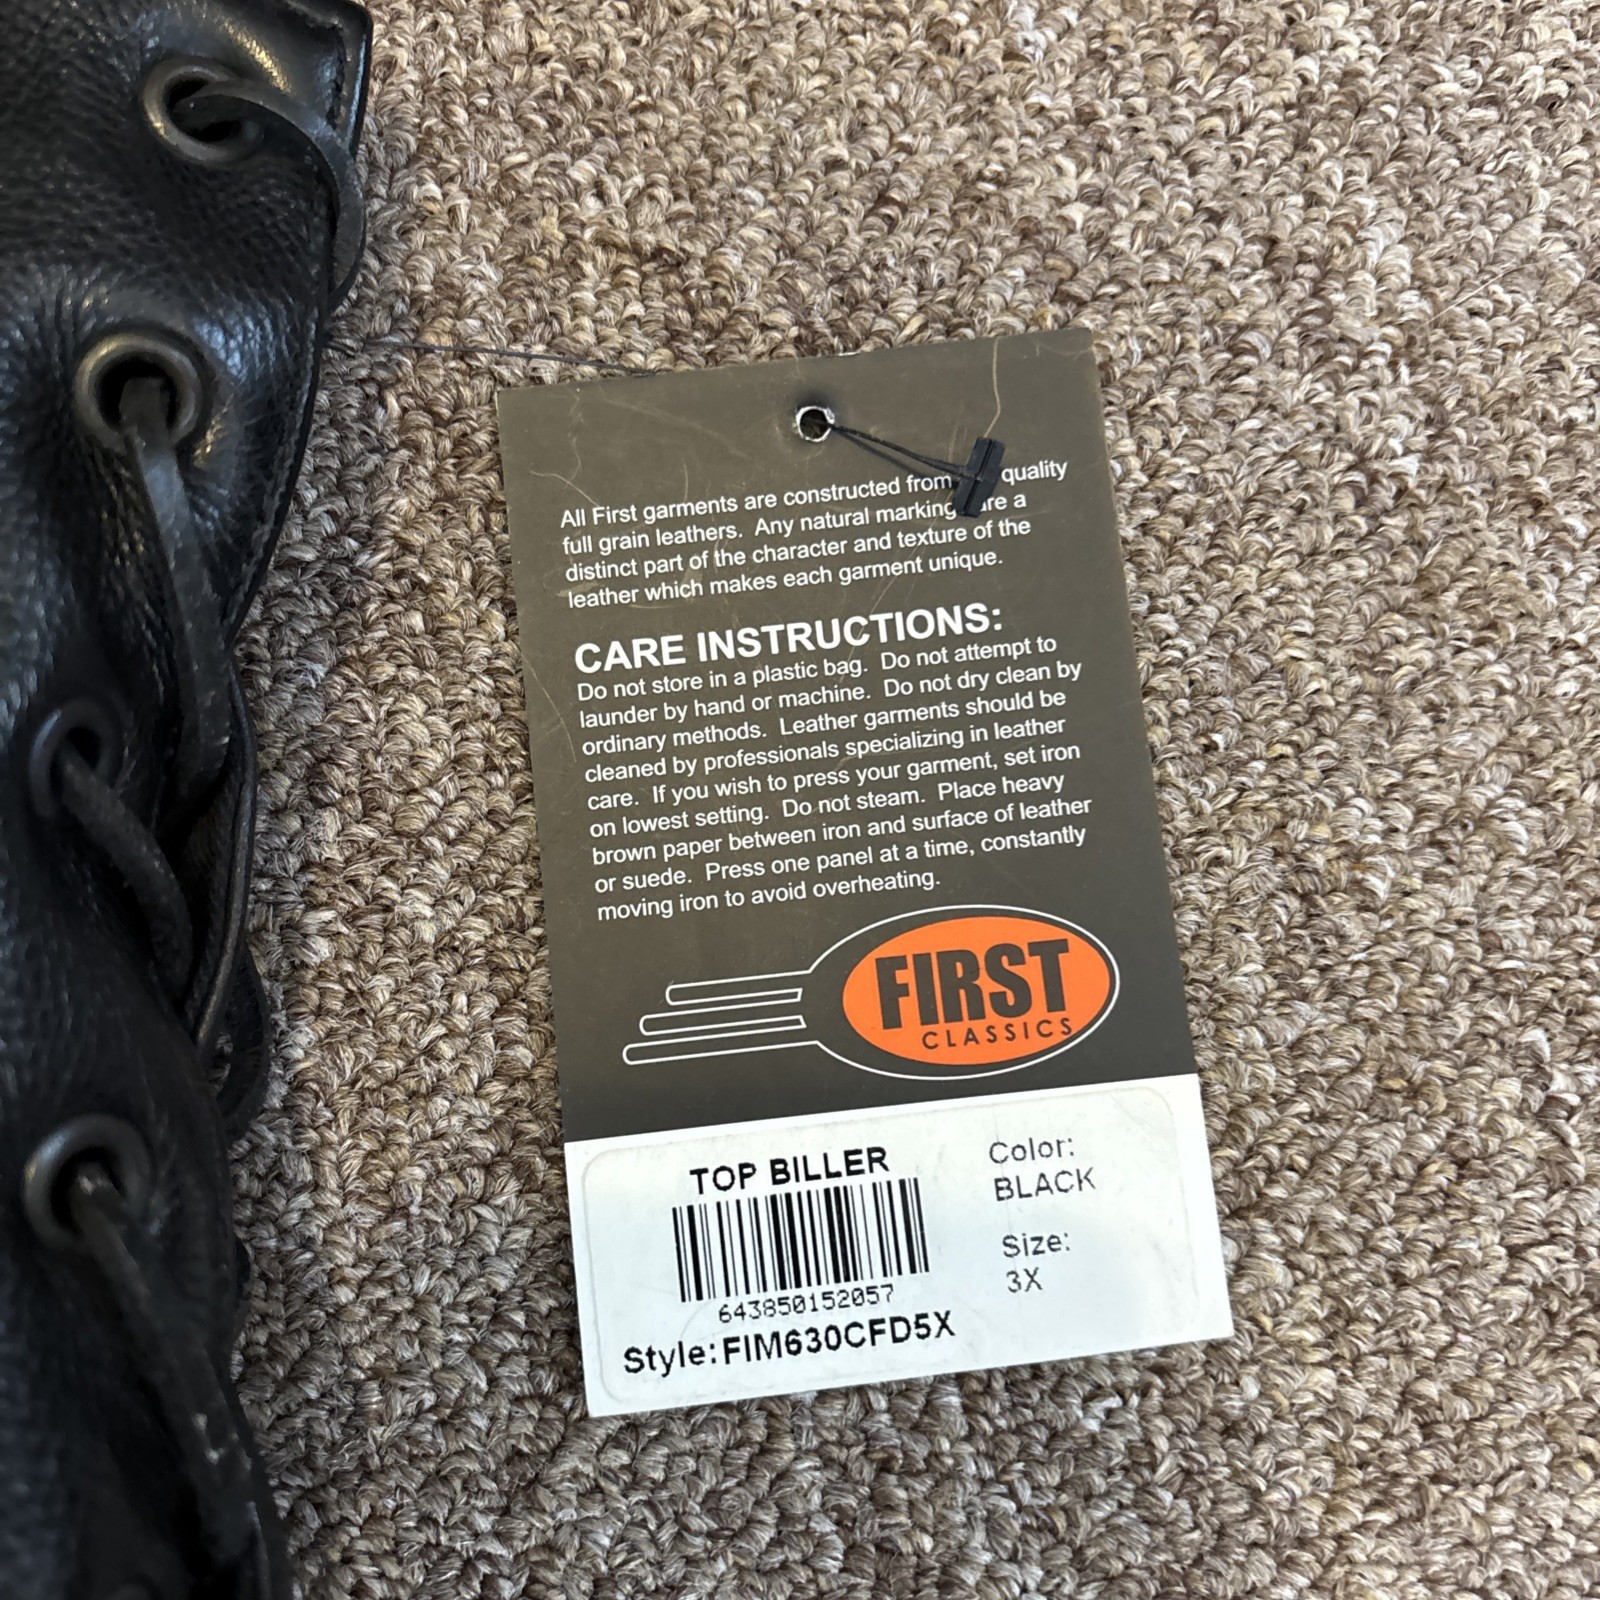 All First garments are constructed from quality
full grain leathers. Any natural marking are a
distinct part of the character and texture of the
leather which makes each garment unique.
CARE INSTRUCTIONS:
Do not store in a plastic bag. Do not attempt to
launder by hand or machine. Do not dry clean by
ordinary methods. Leather garments should be
cleaned by professionals specializing in leather
care. If you wish to press your garment, set iron
on lowest setting. Do not steam. Place heavy
brown paper between iron and surface of leather
or suede. Press one panel at a time, constantly
moving iron to avoid overheating.
FIRST
CLASSICS
TOP BILLER
643850152057
Style:FIM630CFD5X
Color:
BLACK
Size:
3X